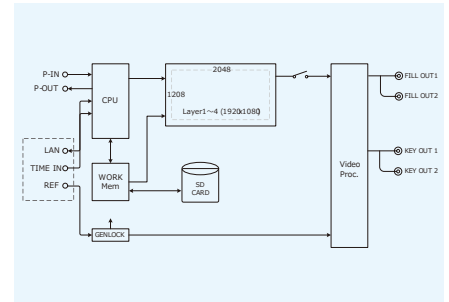 2048
P-IN
FILL OUT1
P-OUT
1208
FILL OUT2
CPU
Layer1~4 (1920x1080)
LAN
KEY OUT 1
TIME IN
WORK
Mem
Video
Proc.
KEY OUT 2
REF
SD
CARD
GENLOCK